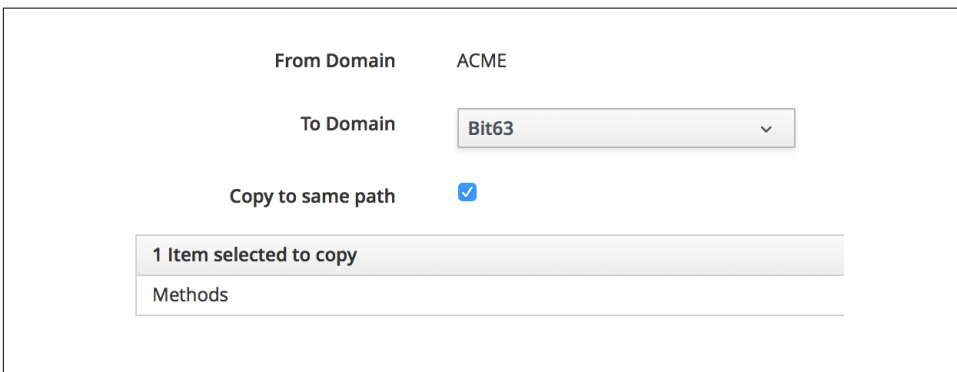 From Domain ACME
To Domain Bit63
Copy to same path
1 Item selected to copy
Methods